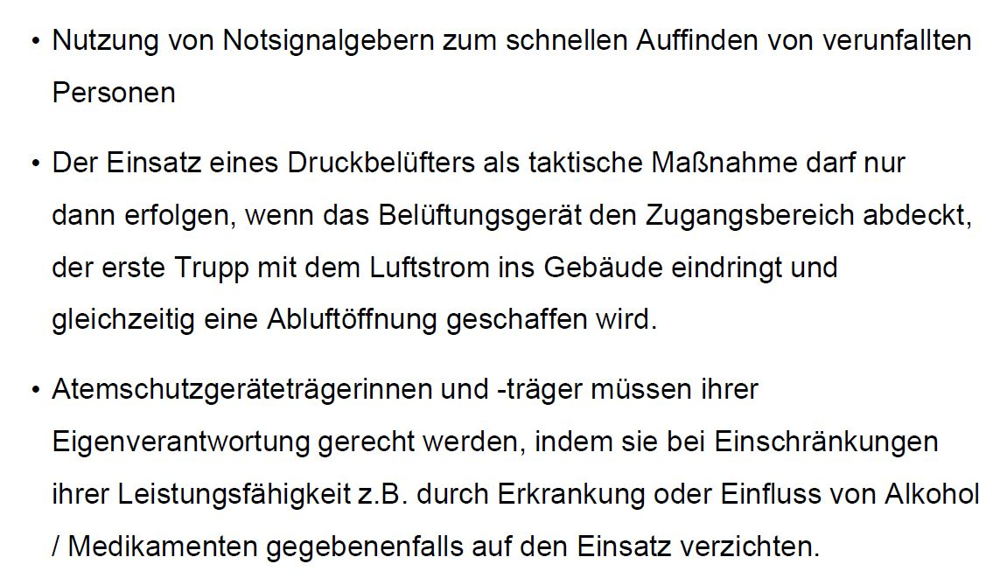 • Nutzung von Notsignalgebern zum schnellen Auffinden von verunfallten
Personen
• Der Einsatz eines Druckbelüfters als taktische Maßnahme darf nur
dann erfolgen, wenn das Belüftungsgerät den Zugangsbereich abdeckt,
der erste Trupp mit dem Luftstrom ins Gebäude eindringt und
gleichzeitig eine Abluftöffnung geschaffen wird.
• Atemschutzgeräteträgerinnen und -träger müssen ihrer
Eigenverantwortung gerecht werden, indem sie bei Einschränkungen
ihrer Leistungsfähigkeit z.B. durch Erkrankung oder Einfluss von Alkohol
/ Medikamenten gegebenenfalls auf den Einsatz verzichten.